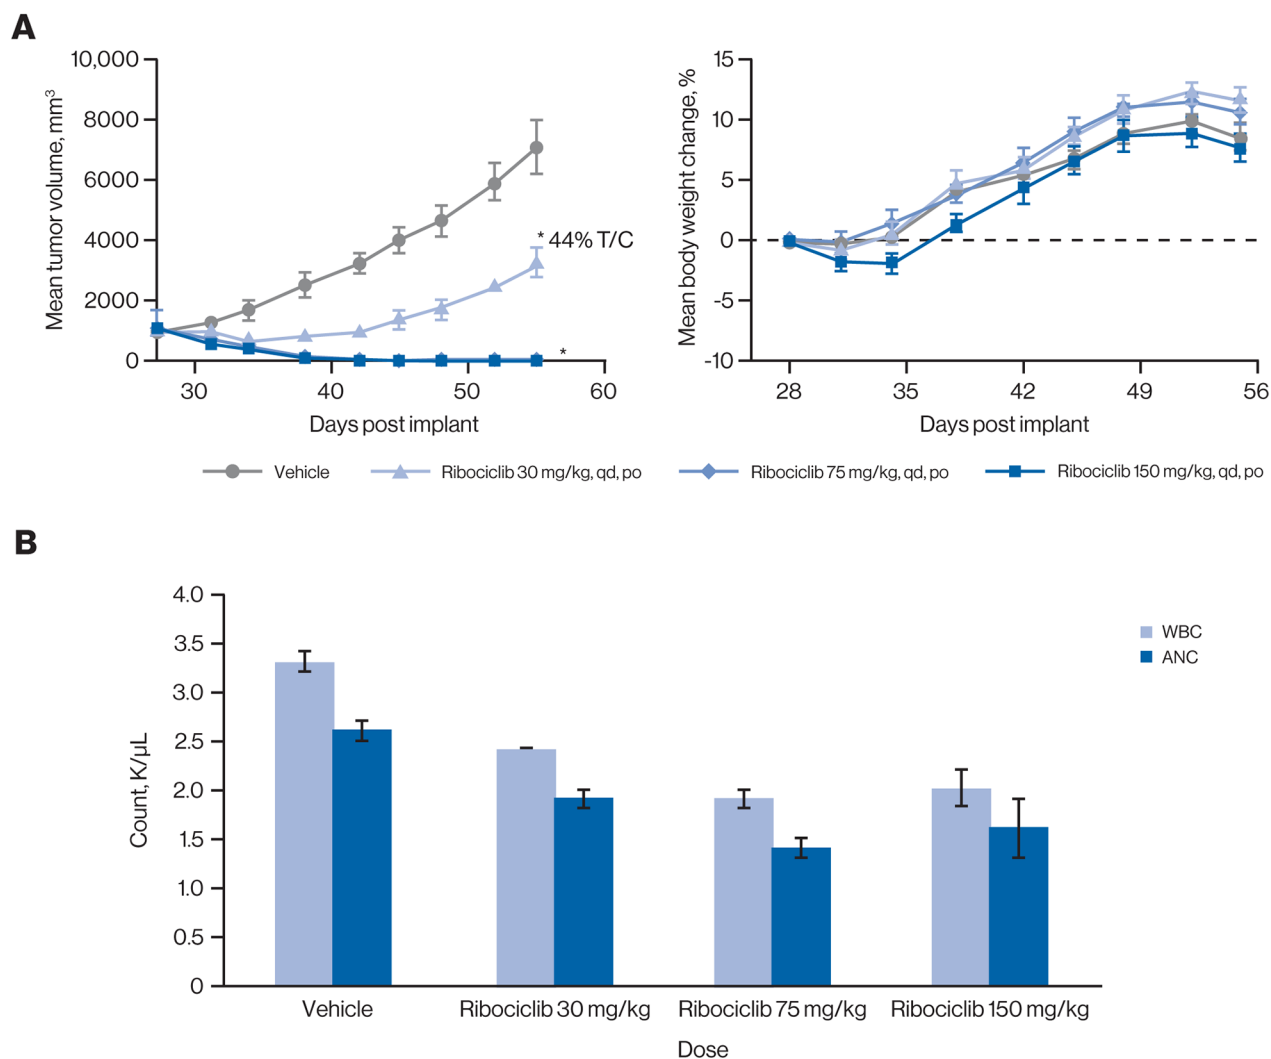 A
Mean tumor volume, mm³
10,000
8000
6000
4000
2000
0
* 44% T/C
*
30 40 50 60
Days post implant
Mean body weight change, %
15
10
5
0
-5
-10
28 35 42 49 56
Days post implant
Vehicle Ribociclib 30 mg/kg, qd, po Ribociclib 75 mg/kg, qd, po Ribociclib 150 mg/kg, qd, po
B
Count, K/µL
4.0
3.5
3.0
2.5
2.0
1.5
1.0
0.5
0
WBC
ANC
Vehicle Ribociclib 30 mg/kg Ribociclib 75 mg/kg Ribociclib 150 mg/kg
Dose